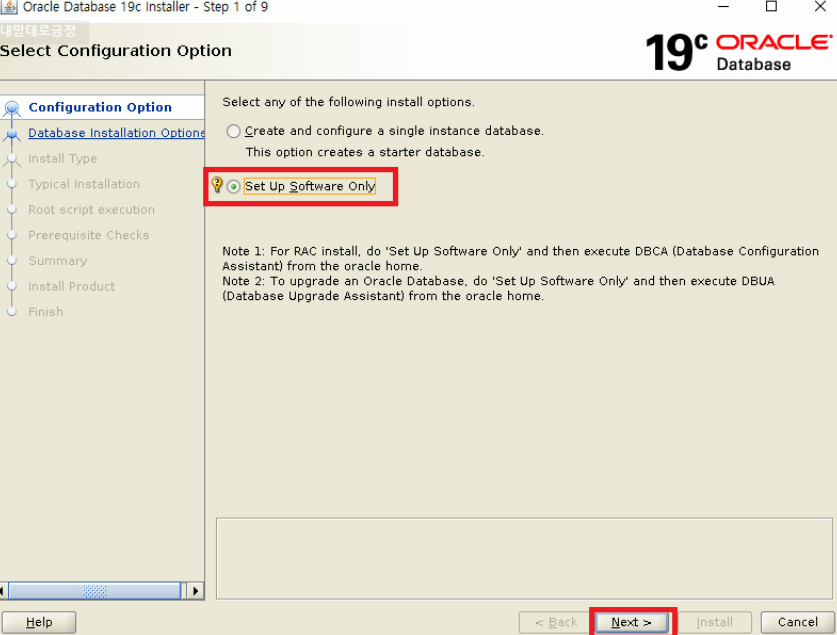 Oracle Database 19c Installer - Step 1 of 9
내맘대로긍정
Select Configuration Option
19c ORACLE
Database
Configuration Option
Database Installation Options
Install Type
Typical Installation
Root script execution
Prerequisite Checks
Summary
Install Product
Finish
Select any of the following install options.
Create and configure a single instance database.
This option creates a starter database.
Set Up Software Only
Note 1: For RAC install, do 'Set Up Software Only' and then execute DBCA (Database Configuration
Assistant) from the oracle home.
Note 2: To upgrade an Oracle Database, do 'Set Up Software Only' and then execute DBUA
(Database Upgrade Assistant) from the oracle home.
Help
< Back
Next >
Install
Cancel